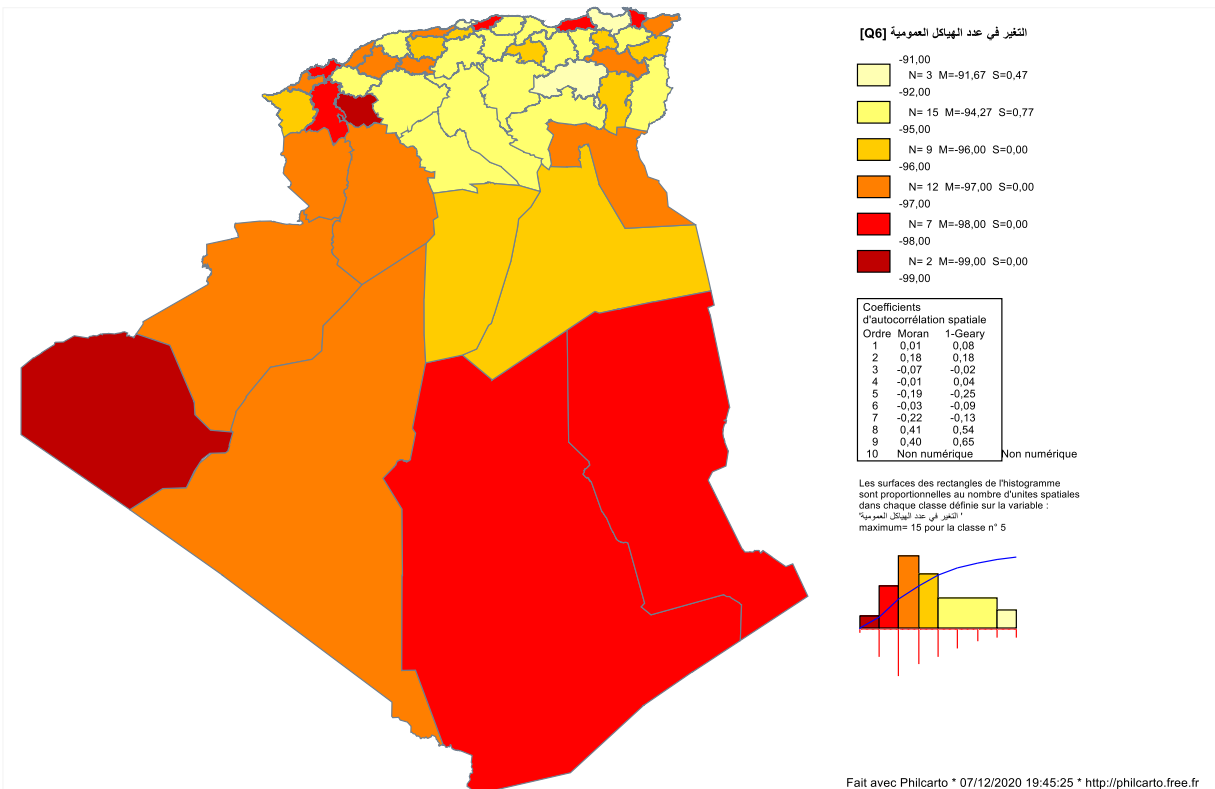 التغير في عدد الهياكل العمومية [Q6]
-91,00
N= 3 M=-91,67 S=0,47
-92,00
N= 15 M=-94,27 S=0,77
-95,00
N= 9 M=-96,00 S=0,00
-96,00
N= 12 M=-97,00 S=0,00
-97,00
N= 7 M=-98,00 S=0,00
-98,00
N= 2 M=-99,00 S=0,00
-99,00
Coefficients
d'autocorrélation spatiale
Ordre Moran 1-Geary
1 0,01 0,08
2 0,18 0,18
3 -0,07 -0,02
4 -0,01 0,04
5 -0,19 -0,25
6 -0,03 -0,09
7 -0,22 -0,13
8 0,41 0,54
9 0,40 0,65
10 Non numérique Non numérique
Les surfaces des rectangles de l'histogramme
sont proportionnelles au nombre d'unites spatiales
dans chaque classe définie sur la variable :
' التغير في عدد الهياكل العمومية'
maximum= 15 pour la classe n° 5
Fait avec Philcarto * 07/12/2020 19:45:25 * http://philcarto.free.fr